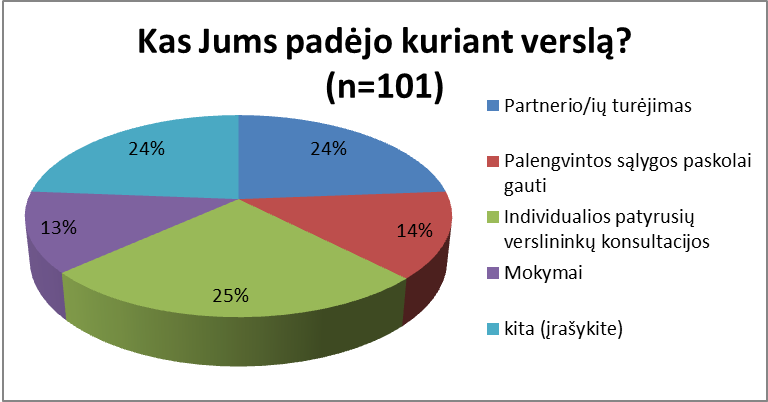 Kas Jums padėjo kuriant verslą?
(n=101)
24%
24%
13%
14%
25%
Partnerio/ių turėjimas
Palengvintos sąlygos paskolai
gauti
Individualios patyrusių
verslininkų konsultacijos
Mokymai
kita (įrašykite)